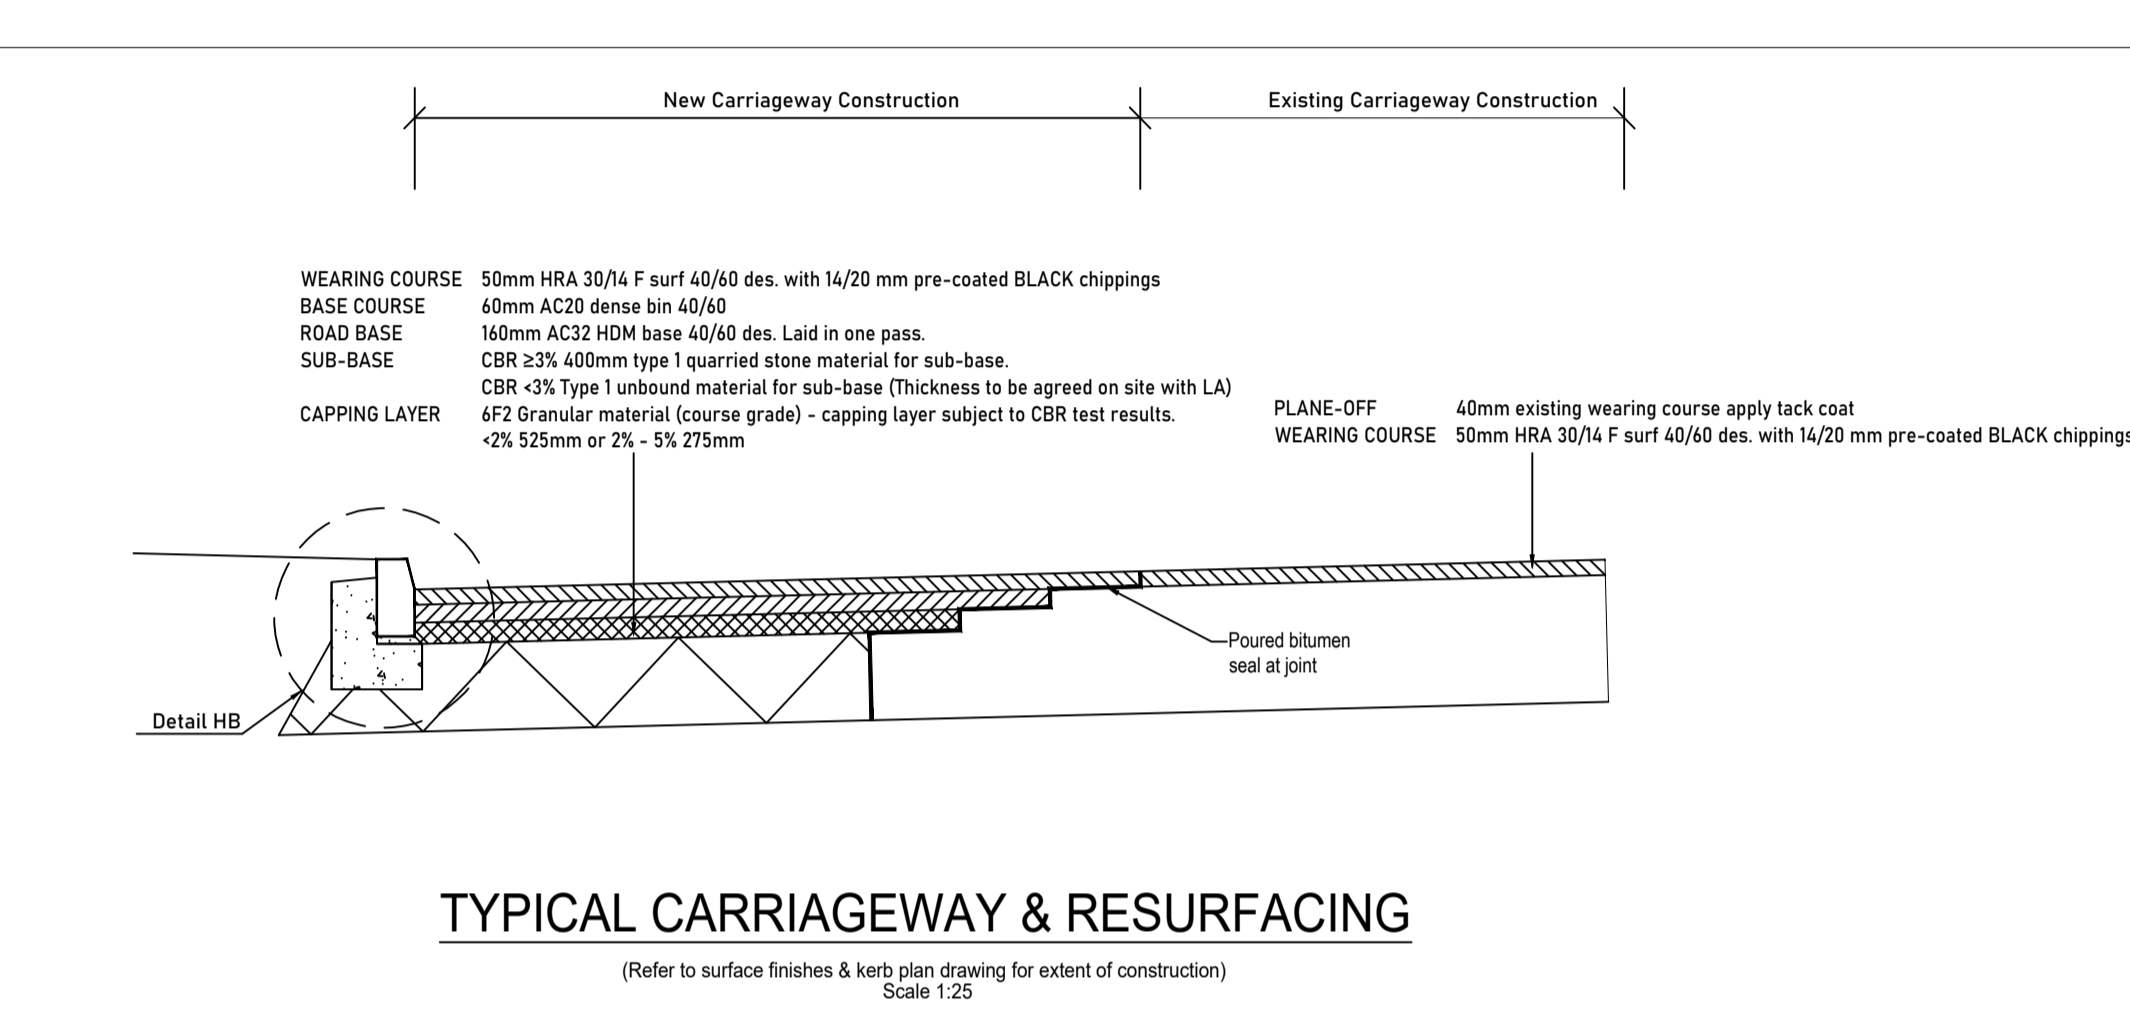 New Carriageway Construction
Existing Carriageway Construction
WEARING COURSE 50mm HRA 30/14 F surf 40/60 des. with 14/20 mm pre-coated BLACK chippings
BASE COURSE 60mm AC20 dense bin 40/60
ROAD BASE 160mm AC32 HDM base 40/60 des. Laid in one pass.
SUB-BASE CBR ≥3% 400mm type 1 quarried stone material for sub-base.
CBR <3% Type 1 unbound material for sub-base (Thickness to be agreed on site with LA)
CAPPING LAYER 6F2 Granular material (course grade) - capping layer subject to CBR test results.
<2% 525mm or 2% - 5% 275mm
PLANE-OFF 40mm existing wearing course apply tack coat
WEARING COURSE 50mm HRA 30/14 F surf 40/60 des. with 14/20 mm pre-coated BLACK chippings
Poured bitumen
seal at joint
Detail HB
TYPICAL CARRIAGEWAY & RESURFACING
(Refer to surface finishes & kerb plan drawing for extent of construction)
Scale 1:25